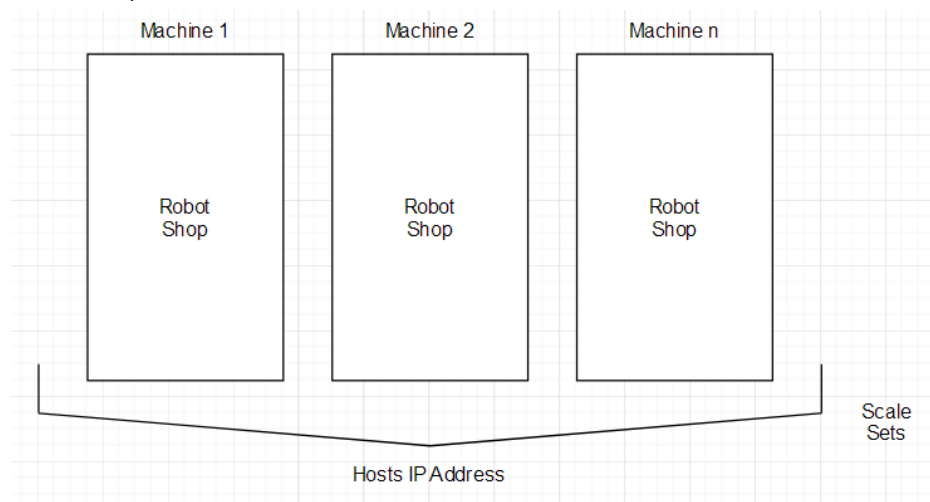 Machine 1
Machine 2
Machine n
Robot
Shop
Robot
Shop
Robot
Shop
Scale
Sets
Hosts IP Address